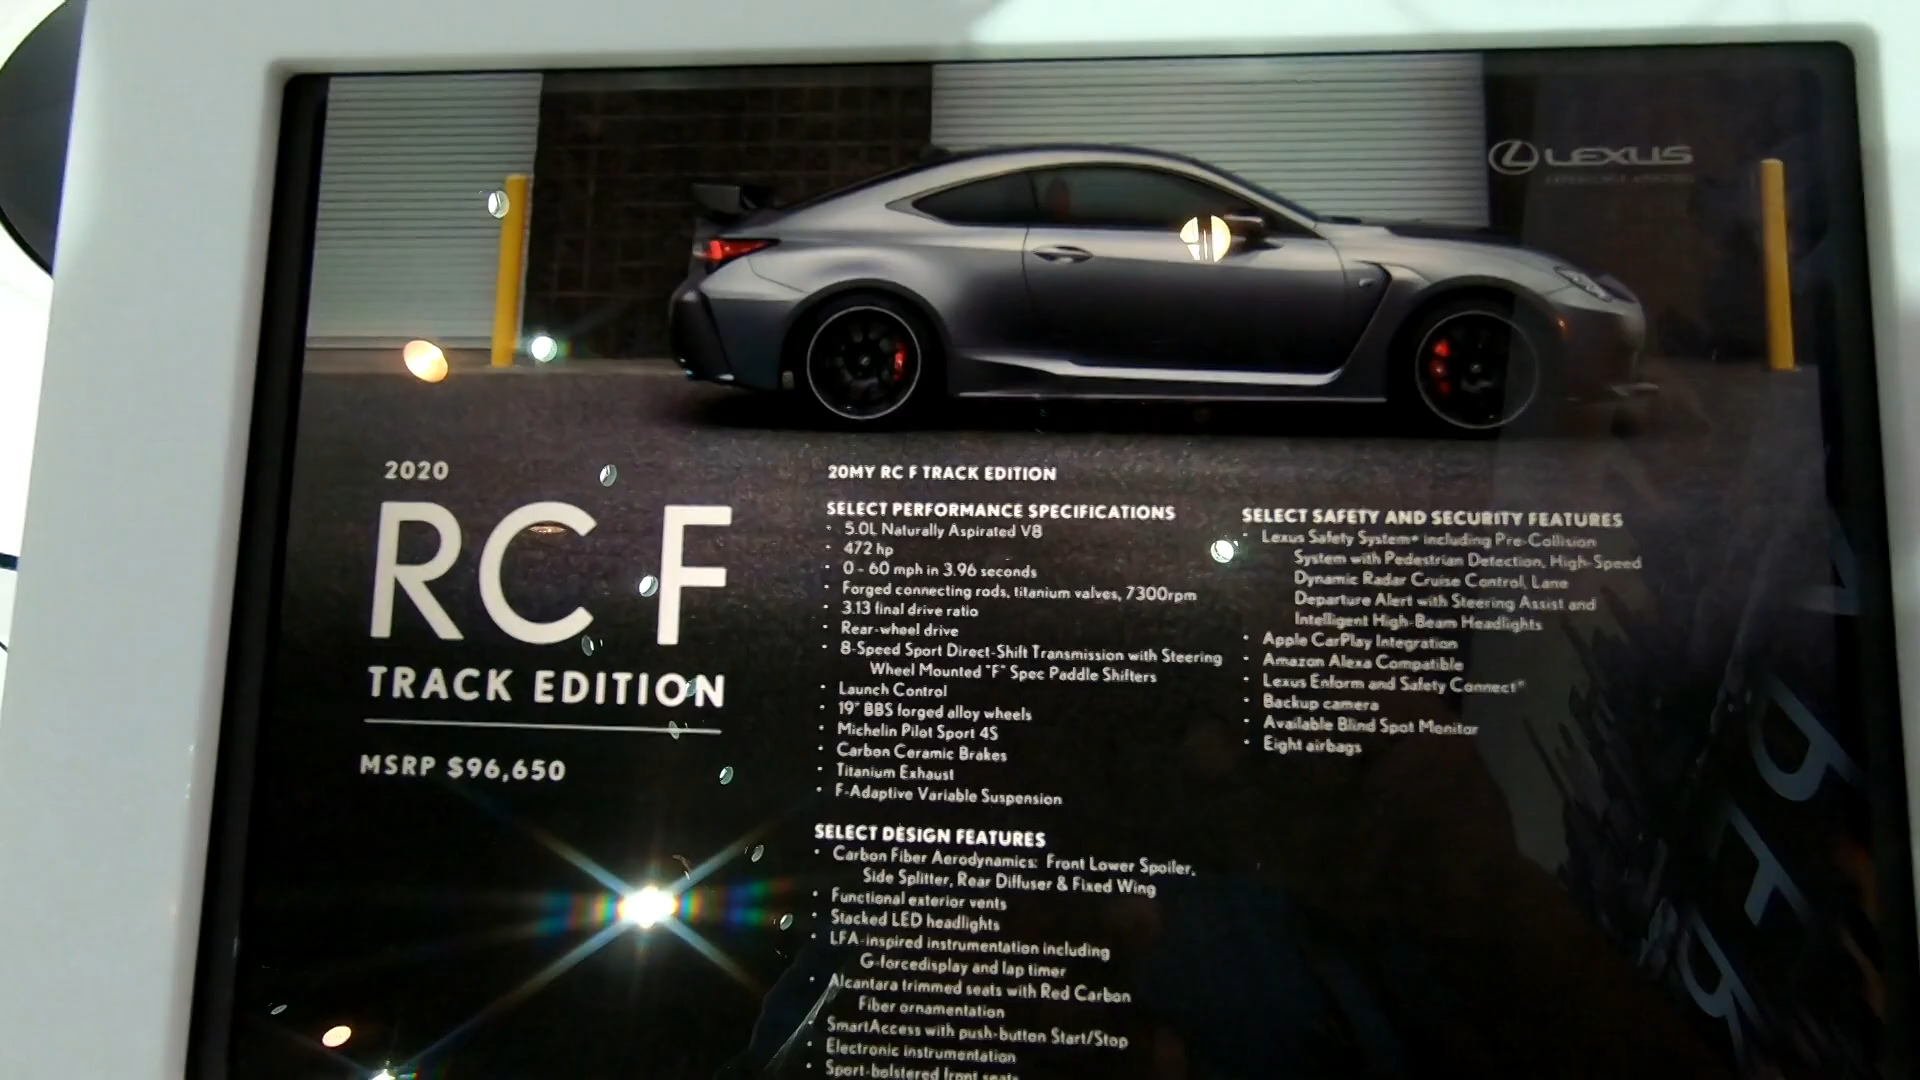 LEXUS
2020
RC F
TRACK EDITION
MSRP $96,650
20MY RC F TRACK EDITION
SELECT PERFORMANCE SPECIFICATIONS
• 5.0L Naturally Aspirated V8
• 472 hp
• 0 - 60 mph in 3.96 seconds
• Forged connecting rods, titanium valves, 7300rpm
• 3.13 final drive ratio
• Rear-wheel drive
• 8-Speed Sport Direct-Shift Transmission with Steering
Wheel Mounted "F" Spec Paddle Shifters
• Launch Control
• 19" BBS forged alloy wheels
• Michelin Pilot Sport 4S
• Carbon Ceramic Brakes
• Titanium Exhaust
• F-Adaptive Variable Suspension
SELECT DESIGN FEATURES
• Carbon Fiber Aerodynamics: Front Lower Spoiler,
Side Splitter, Rear Diffuser & Fixed Wing
• Functional exterior vents
• Stacked LED headlights
• LFA-inspired instrumentation including
G-forcedisplay and lap timer
• Alcantara trimmed seats with Red Carbon
Fiber ornamentation
• SmartAccess with push-button Start/Stop
• Electronic instrumentation
• Sport-bolstered front seats
SELECT SAFETY AND SECURITY FEATURES
• Lexus Safety System+ including Pre-Collision
System with Pedestrian Detection, High-Speed
Dynamic Radar Cruise Control, Lane
Departure Alert with Steering Assist and
Intelligent High-Beam Headlights
• Apple CarPlay Integration
• Amazon Alexa Compatible
• Lexus Enform and Safety Connect®
• Backup camera
• Available Blind Spot Monitor
• Eight airbags